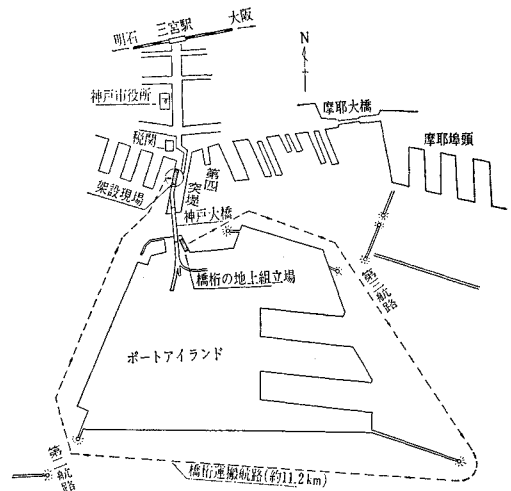 三宮駅
大阪
明石
N
神戸市役所
摩耶大橋
税関
摩耶埠頭
第四突堤
架設現場
神戸大橋
橋桁の地上組立場
第三航路
ポートアイランド
第一航路
橋桁運搬航路(約11.2km)